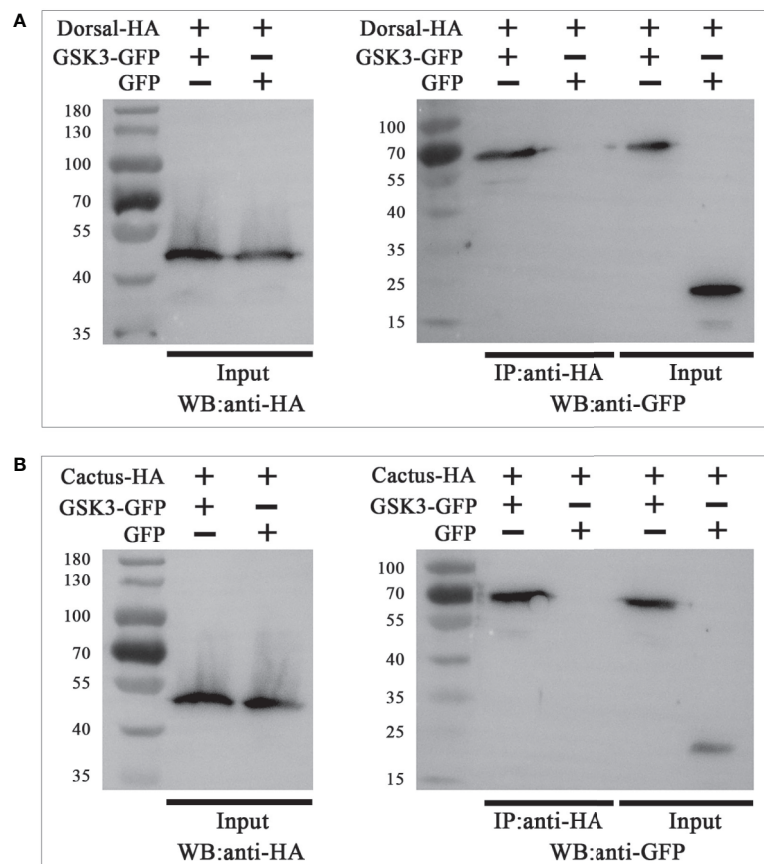 A
Dorsal-HA + +
GSK3-GFP + −
GFP − +
180
130
100
70
55
40
35
Input
WB:anti-HA
Dorsal-HA + + + +
GSK3-GFP + − + −
GFP − + − +
100
70
55
40
35
25
15
IP:anti-HA Input
WB:anti-GFP
B
Cactus-HA + +
GSK3-GFP + −
GFP − +
180
130
100
70
55
40
35
Input
WB:anti-HA
Cactus-HA + + + +
GSK3-GFP + − + −
GFP − + − +
100
70
55
40
35
25
15
IP:anti-HA Input
WB:anti-GFP